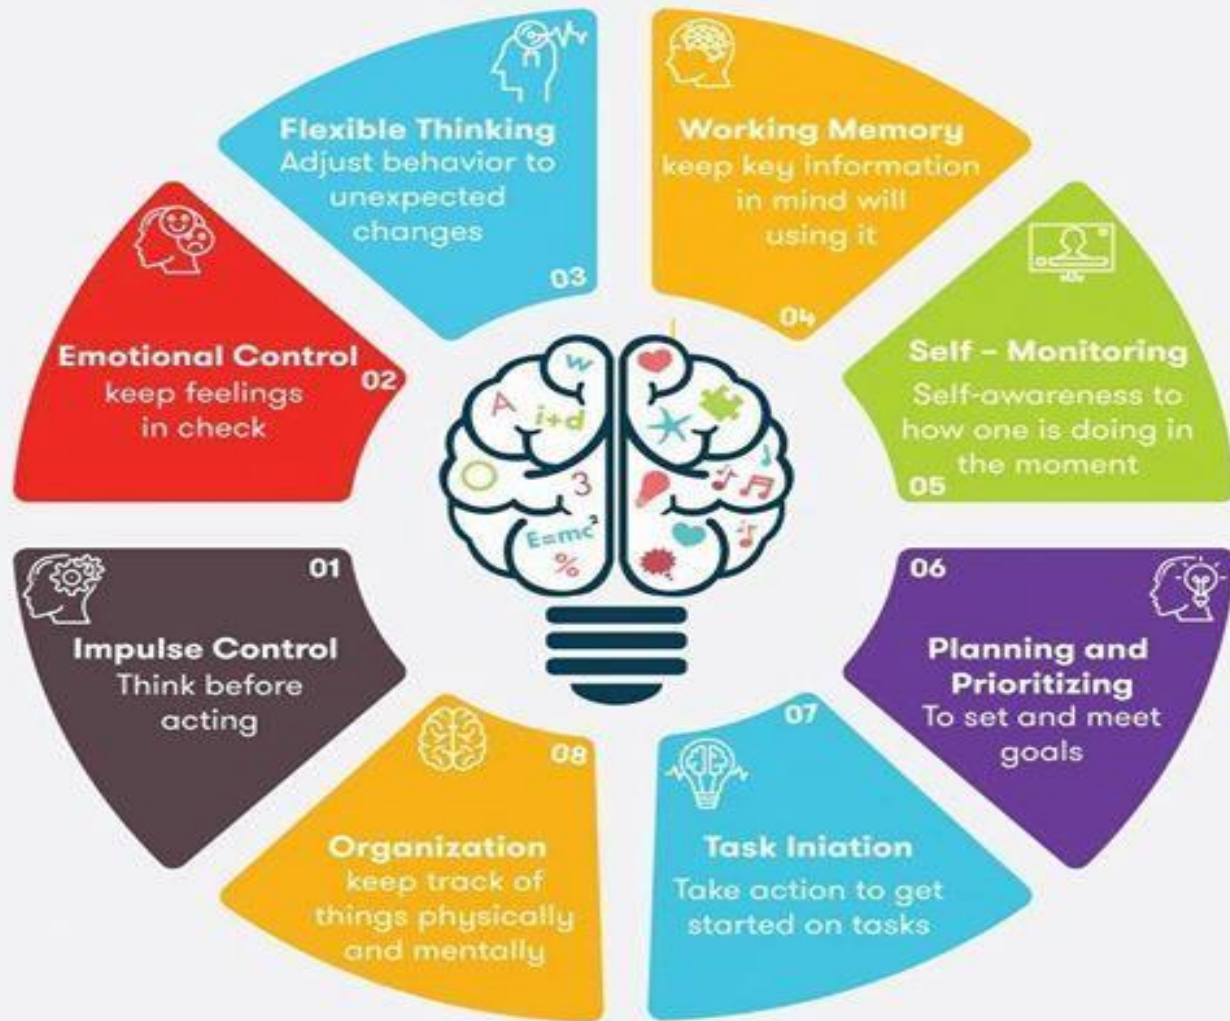 01
Impulse Control
Think before
acting
Emotional Control
02
keep feelings
in check
Flexible Thinking
Adjust behavior to
unexpected
changes
03
Working Memory
keep key information
in mind will
using it
04
Self – Monitoring
Self-awareness to
how one is doing in
the moment
05
06
Planning and
Prioritizing
To set and meet
goals
07
Task Iniation
Take action to get
started on tasks
08
Organization
keep track of
things physically
and mentally
w
A
i+d
3
E=mc²
%